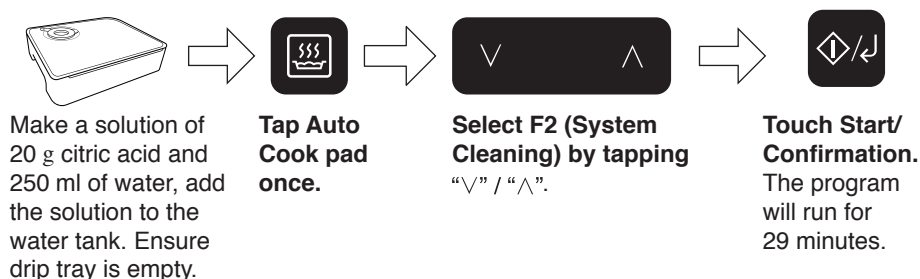 Make a solution of
20 g citric acid and
250 ml of water, add
the solution to the
water tank. Ensure
drip tray is empty.
Tap Auto
Cook pad
once.
Select F2 (System
Cleaning) by tapping
“∨” / “∧”.
Touch Start/
Confirmation.
The program
will run for
29 minutes.